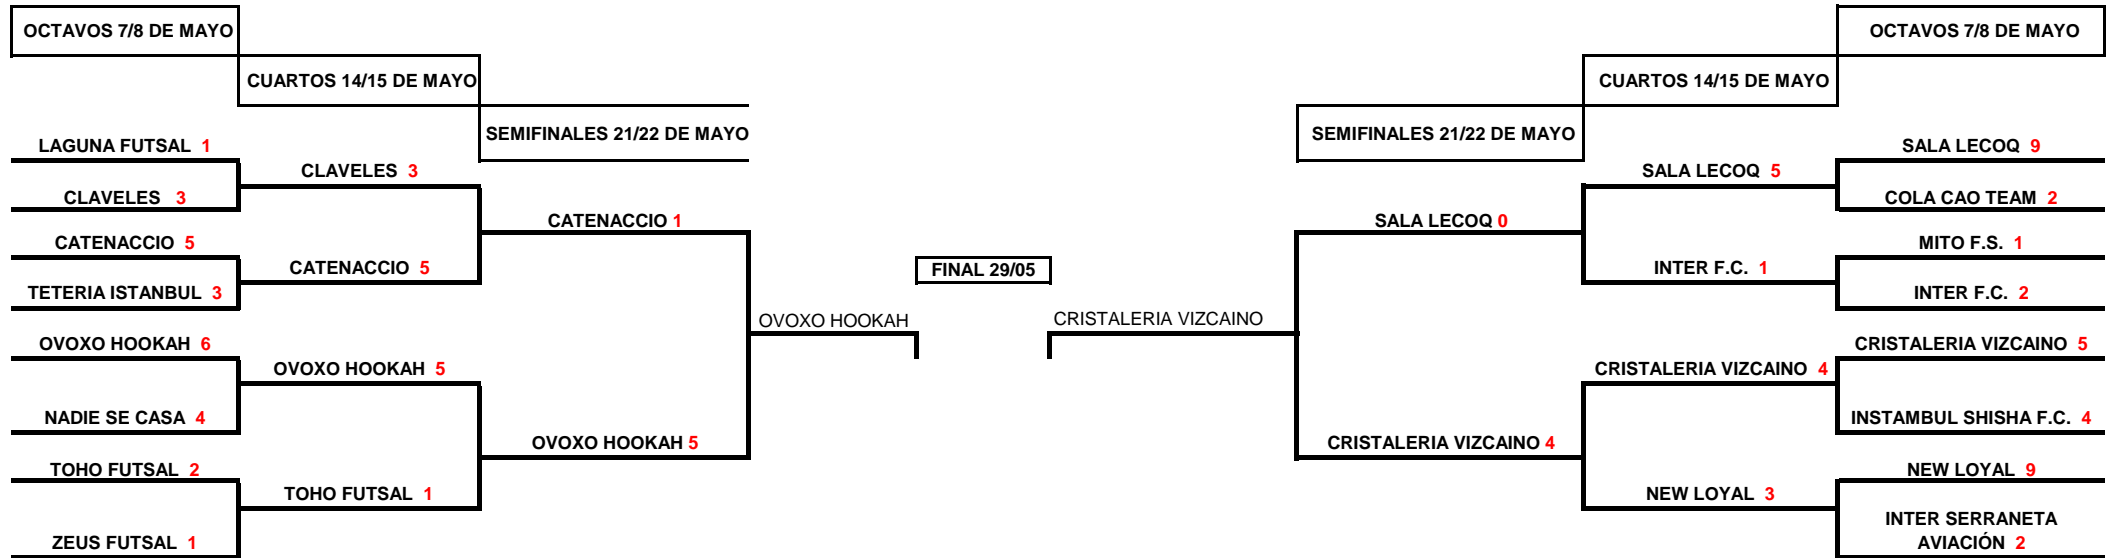 OCTAVOS 7/8 DE MAYO
OCTAVOS 7/8 DE MAYO
CUARTOS 14/15 DE MAYO
CUARTOS 14/15 DE MAYO
SEMIFINALES 21/22 DE MAYO
SEMIFINALES 21/22 DE MAYO
LAGUNA FUTSAL 1
CLAVELES 3
CATENACCIO 5
TETERIA ISTANBUL 3
OVOXO HOOKAH 6
NADIE SE CASA 4
TOHO FUTSAL 2
ZEUS FUTSAL 1
CLAVELES 3
CATENACCIO 5
OVOXO HOOKAH 5
TOHO FUTSAL 1
CATENACCIO 1
OVOXO HOOKAH 5
OVOXO HOOKAH
FINAL 29/05
CRISTALERIA VIZCAINO
SALA LECOQ 0
CRISTALERIA VIZCAINO 4
SALA LECOQ 5
INTER F.C. 1
CRISTALERIA VIZCAINO 4
NEW LOYAL 3
SALA LECOQ 9
COLA CAO TEAM 2
MITO F.S. 1
INTER F.C. 2
CRISTALERIA VIZCAINO 5
INSTAMBUL SHISHA F.C. 4
NEW LOYAL 9
INTER SERRANETA
AVIACIÓN 2